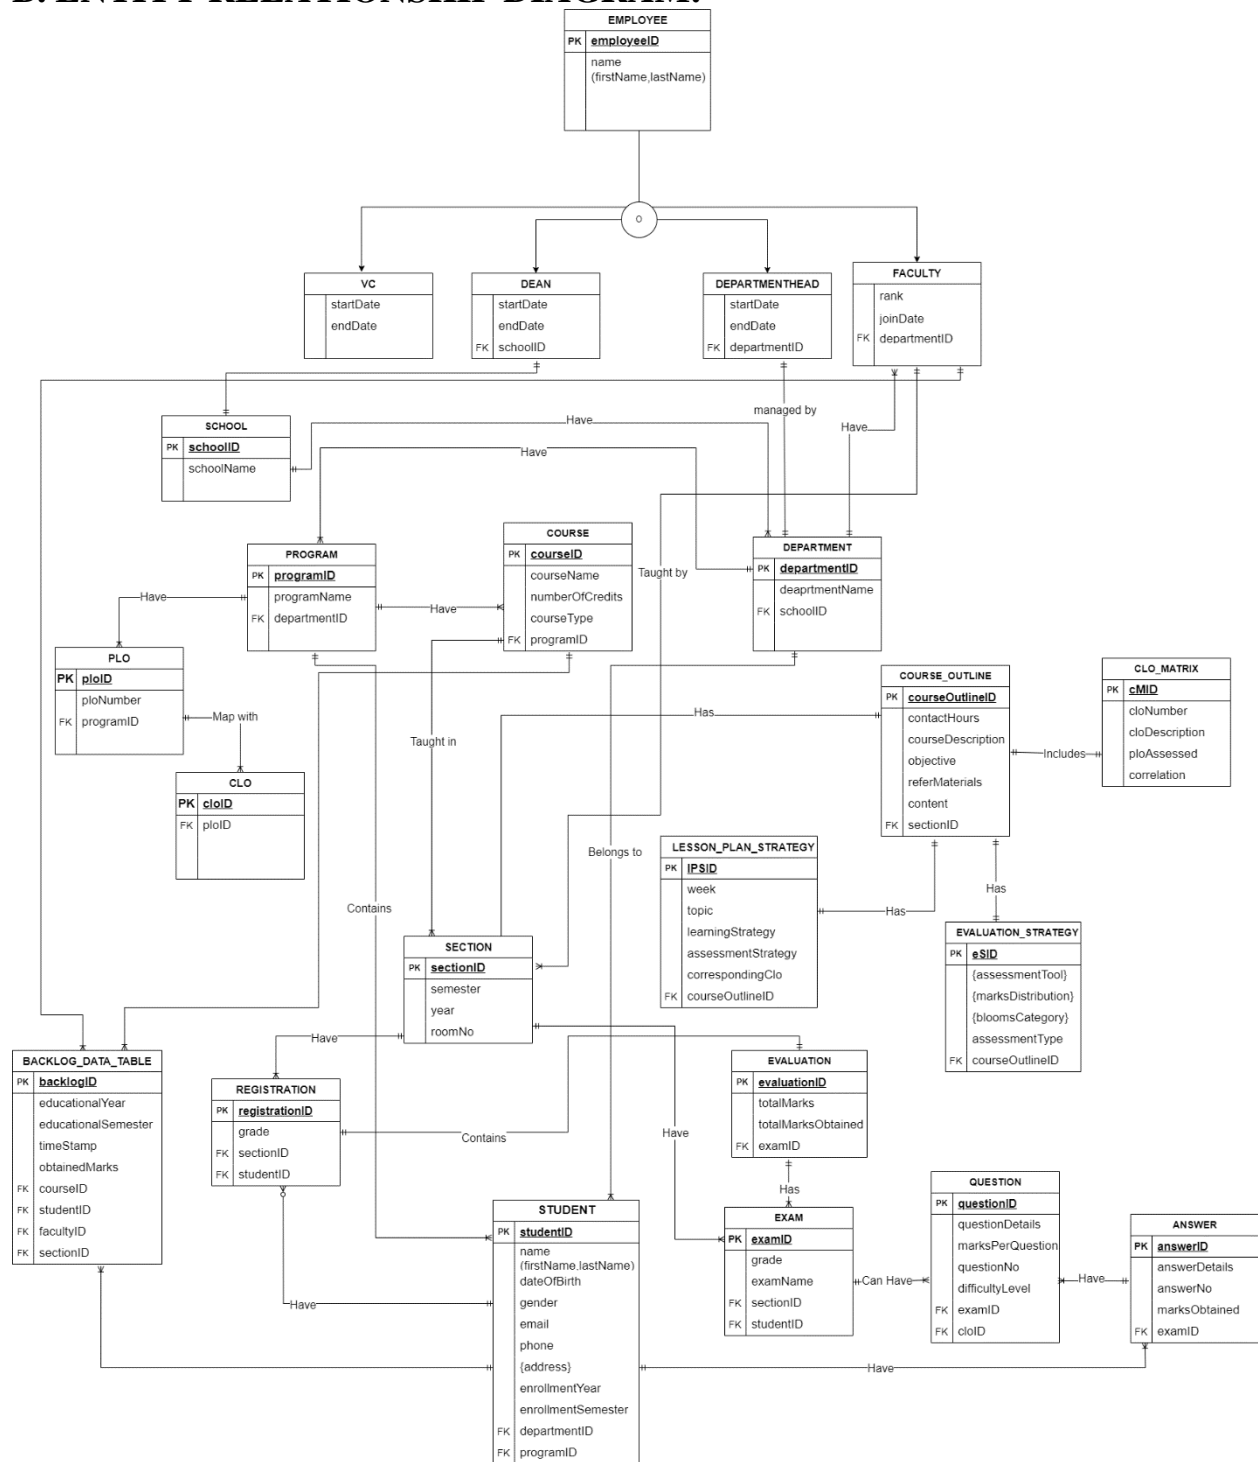 B. ENTITY RELATIONSHIP DIAGRAM:
EMPLOYEE
PK employeeID
name
(firstName,lastName)
O
VC
startDate
endDate
DEAN
startDate
endDate
FK schoolID
DEPARTMENTHEAD
startDate
endDate
FK departmentID
FACULTY
rank
joinDate
FK departmentID
managed by
Have
Have
Have
SCHOOL
PK schoolID
schoolName
PROGRAM
PK programID
programName
FK departmentID
COURSE
PK courseID
courseName
numberOfCredits
courseType
FK programID
Have
Taught by
DEPARTMENT
PK departmentID
deaprtmentName
FK schoolID
Have
PLO
PK ploID
ploNumber
FK programID
Map with
CLO
PK cloID
FK ploID
Taught in
Has
COURSE_OUTLINE
PK courseOutlineID
contactHours
courseDescription
objective
referMaterials
content
FK sectionID
Includes
CLO_MATRIX
PK cMID
cloNumber
cloDescription
ploAssessed
correlation
Belongs to
LESSON_PLAN_STRATEGY
PK lPSID
week
topic
learningStrategy
assessmentStrategy
correspondingClo
FK courseOutlineID
Has
Has
EVALUATION_STRATEGY
PK eSID
{assessmentTool}
{marksDistribution}
{bloomsCategory}
assessmentType
FK courseOutlineID
Contains
SECTION
PK sectionID
semester
year
roomNo
Have
BACKLOG_DATA_TABLE
PK backlogID
educationalYear
educationalSemester
timeStamp
obtainedMarks
FK courseID
FK studentID
FK facultyID
FK sectionID
REGISTRATION
PK registrationID
grade
FK sectionID
FK studentID
Contains
Have
EVALUATION
PK evaluationID
totalMarks
totalMarksObtained
FK examID
Has
EXAM
PK examID
grade
examName
FK sectionID
FK studentID
Can Have
QUESTION
PK questionID
questionDetails
marksPerQuestion
questionNo
difficultyLevel
FK examID
FK cloID
Have
ANSWER
PK answerID
answerDetails
answerNo
marksObtained
FK examID
Have
STUDENT
PK studentID
name
(firstName,lastName)
dateOfBirth
gender
email
phone
{address}
enrollmentYear
enrollmentSemester
FK departmentID
FK programID
Have